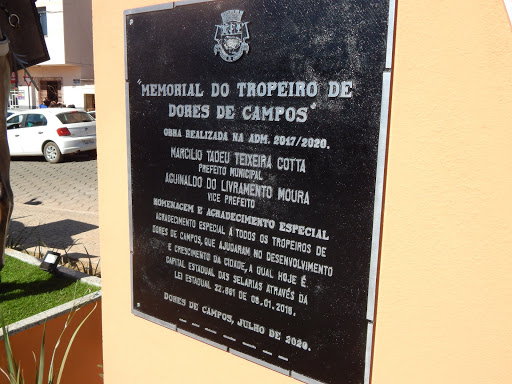 "MEMORIAL DO TROPEIRO DE
DORES DE CAMPOS"
OBRA REALIZADA NA ADM. 2017/2020.
MARCILIO TADEU TEIXEIRA COTTA
PREFEITO MUNICIPAL
AGUINALDO DO LIVRAMENTO MOURA
VICE PREFEITO
HOMENAGEM E AGRADECIMENTO ESPECIAL
AGRADECIMENTO ESPECIAL A TODOS OS TROPEIROS DE
DORES DE CAMPOS, QUE AJUDARAM NO DESENVOLVIMENTO
E CRESCIMENTO DA CIDADE, A QUAL HOJE É
CAPITAL ESTADUAL DAS SELARIAS ATRAVÉS DA
LEI ESTADUAL 22.881 DE 08.01.2018.
DORES DE CAMPOS, JULHO DE 2020.